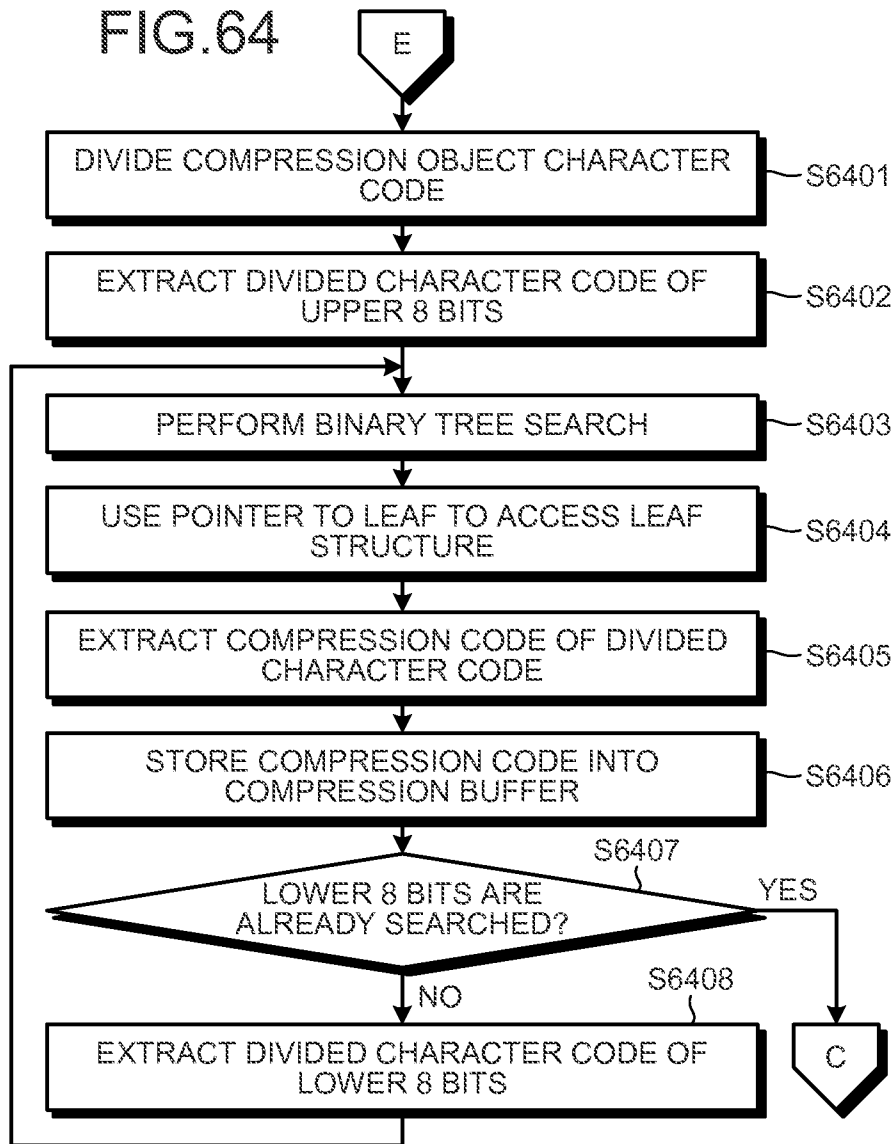 FIG.64
E
DIVIDE COMPRESSION OBJECT CHARACTER
CODE
S6401
EXTRACT DIVIDED CHARACTER CODE OF
UPPER 8 BITS
S6402
PERFORM BINARY TREE SEARCH
S6403
USE POINTER TO LEAF TO ACCESS LEAF
STRUCTURE
S6404
EXTRACT COMPRESSION CODE OF DIVIDED
CHARACTER CODE
S6405
STORE COMPRESSION CODE INTO
COMPRESSION BUFFER
S6406
S6407
LOWER 8 BITS ARE
ALREADY SEARCHED?
YES
NO
S6408
EXTRACT DIVIDED CHARACTER CODE OF
LOWER 8 BITS
C